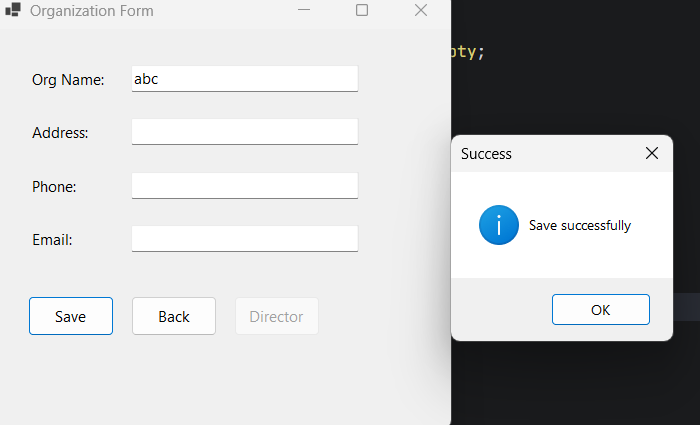 Organization Form
pty;
Org Name: abc
Address:
Success
Phone:
Save successfully
Email:
Save Back Director
OK